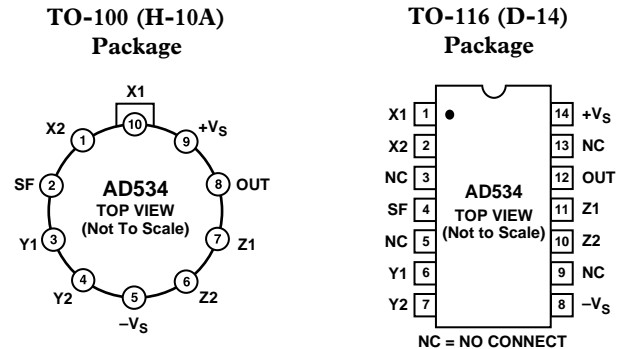 TO-100 (H-10A)
Package
X1
10
X2
1
+VS
9
SF
2
AD534
TOP VIEW
(Not To Scale)
8
OUT
Y1
3
7
Z1
Y2
4
5
–VS
6
Z2
TO-116 (D-14)
Package
X1 1
14 +VS
X2 2
13 NC
NC 3
12 OUT
SF 4
AD534
TOP VIEW
(Not to Scale)
11 Z1
NC 5
10 Z2
Y1 6
9 NC
Y2 7
8 –VS
NC = NO CONNECT